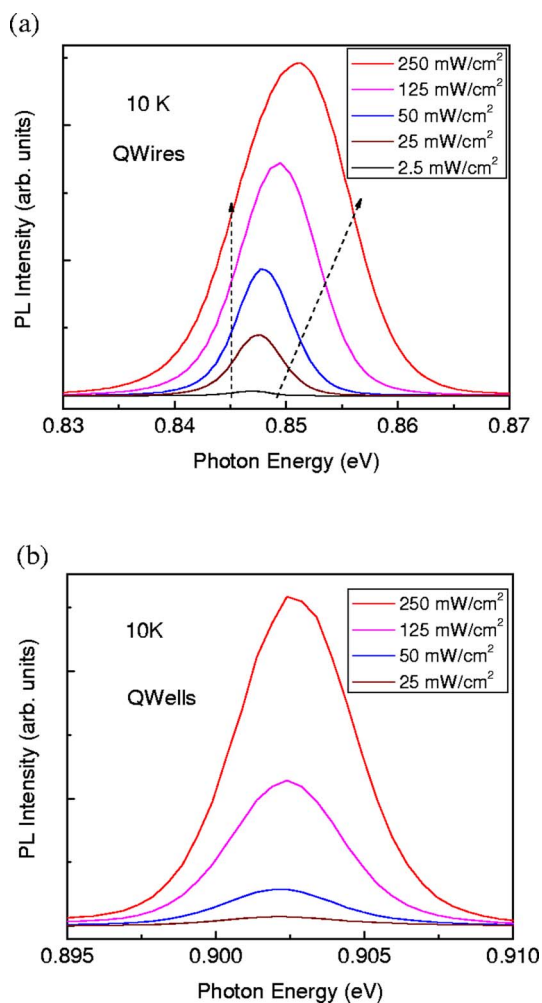 (a)
10 K
QWires
250 mW/cm²
125 mW/cm²
50 mW/cm²
25 mW/cm²
2.5 mW/cm²
PL Intensity (arb. units)
0.83 0.84 0.85 0.86 0.87
Photon Energy (eV)
(b)
10K
QWells
250 mW/cm²
125 mW/cm²
50 mW/cm²
25 mW/cm²
PL Intensity (arb. units)
0.895 0.900 0.905 0.910
Photon Energy (eV)